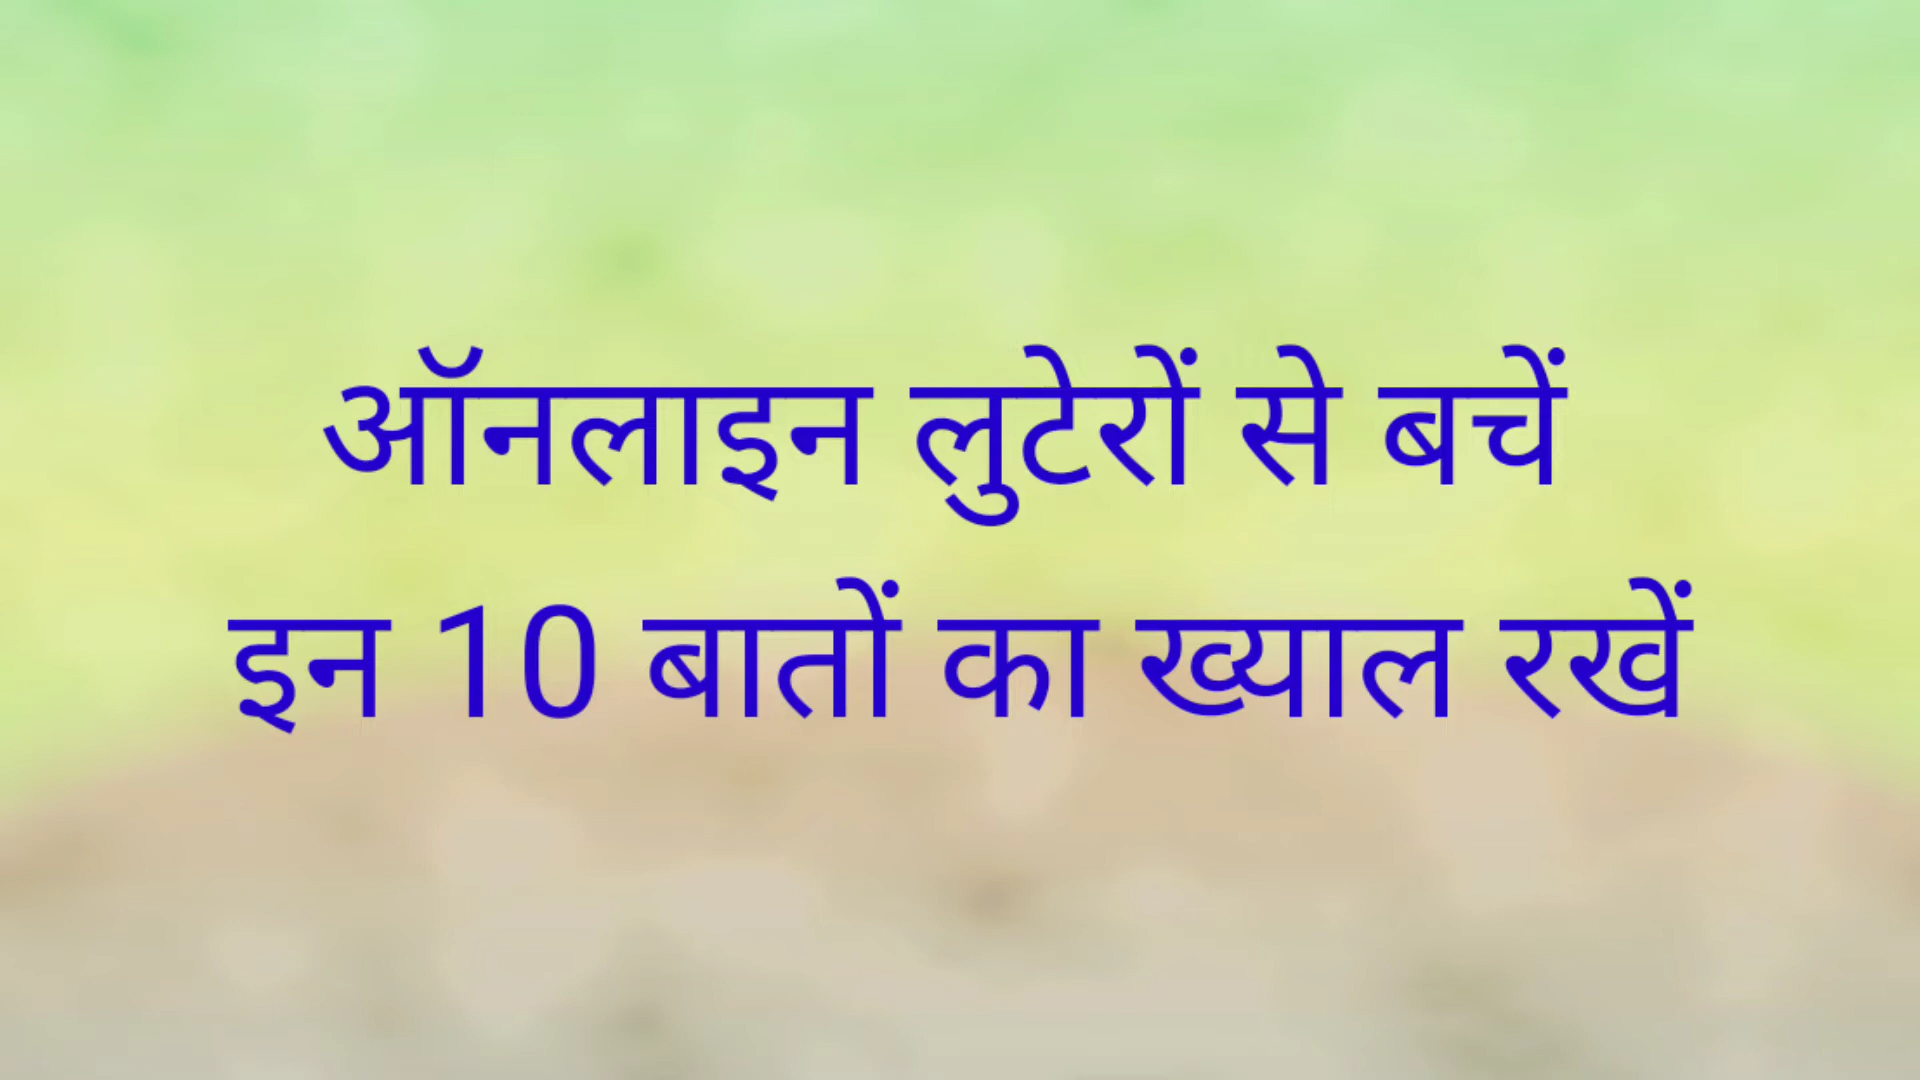 ऑनलाइन लुटेरों से बचें
इन 10 बातों का ख्याल रखें